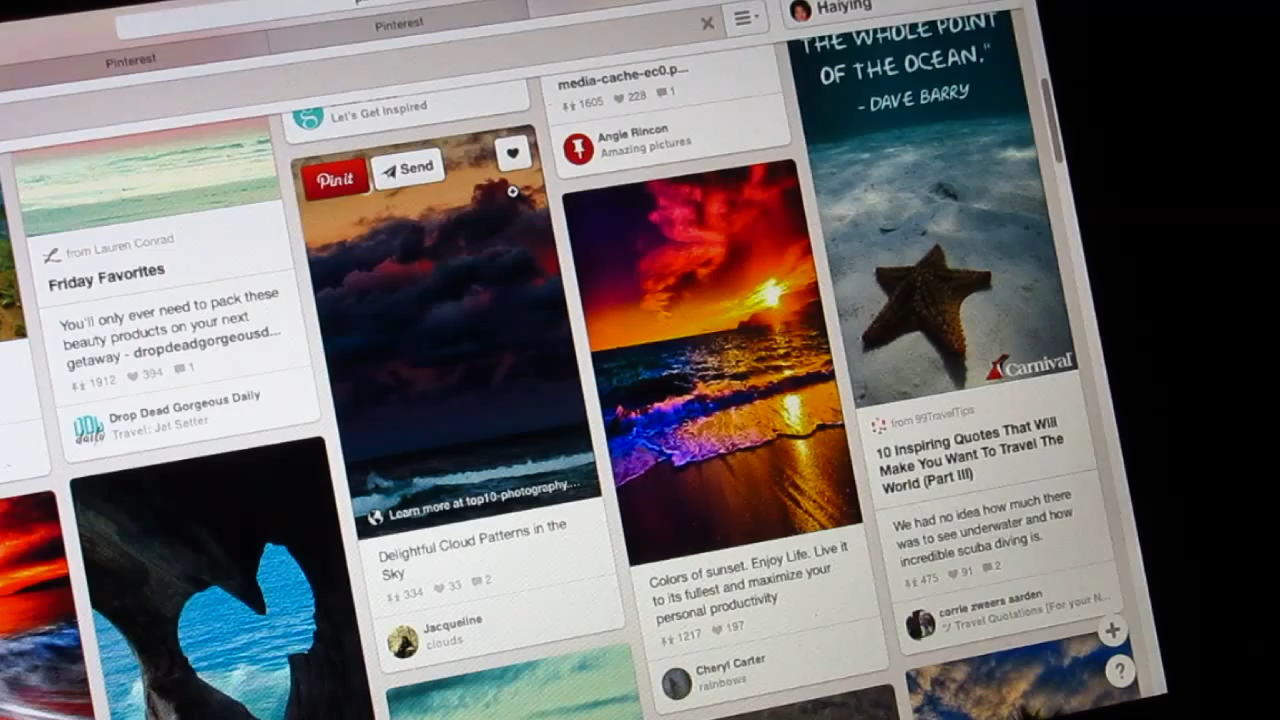 Pinterest
Pinterest
Haiying
from Lauren Conrad
Friday Favorites
You'll only ever need to pack these
beauty products on your next
getaway - dropdeadgorgeousd...
1912 394 1
DDG
daily
Drop Dead Gorgeous Daily
Travel: Jet Setter
Let's Get Inspired
Pin it
Send
Learn more at top10-photography....
Delightful Cloud Patterns in the
Sky
334 33 2
Jacqueline
clouds
media-cache-ec0.p...
1605 228 1
Angie Rincon
Amazing pictures
Colors of sunset. Enjoy Life. Live it
to its fullest and maximize your
personal productivity
1217 197
Cheryl Carter
rainbows
THE WHOLE POINT
OF THE OCEAN."
- DAVE BARRY
Carnival
from 99TravelTips
10 Inspiring Quotes That Will
Make You Want To Travel The
World (Part III)
We had no idea how much there
was to see underwater and how
incredible scuba diving is.
475 91 2
corrie zweers aarden
ツ Travel Quotations [For your N...
+
?